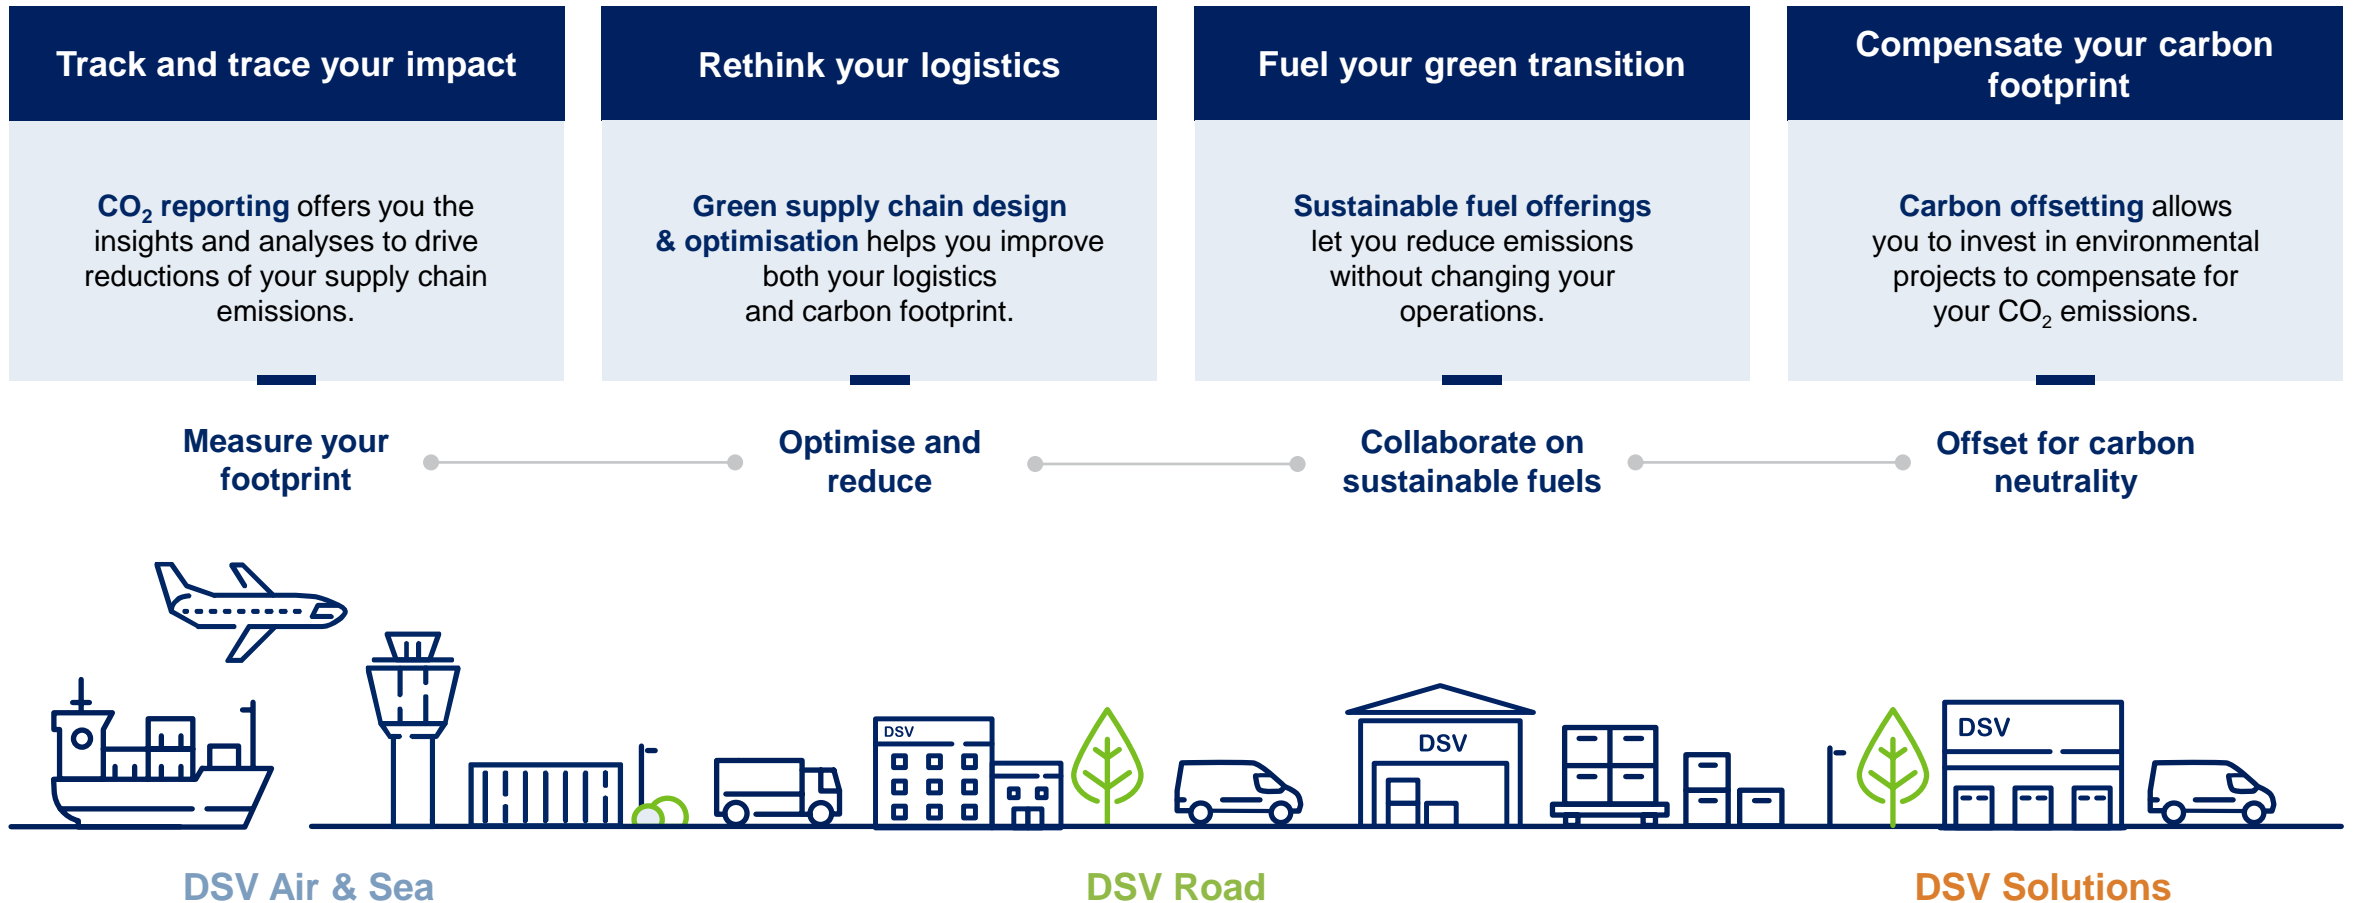 Track and trace your impact
CO₂ reporting offers you the
insights and analyses to drive
reductions of your supply chain
emissions.
Rethink your logistics
Green supply chain design
& optimisation helps you improve
both your logistics
and carbon footprint.
Fuel your green transition
Sustainable fuel offerings
let you reduce emissions
without changing your
operations.
Compensate your carbon
footprint
Carbon offsetting allows
you to invest in environmental
projects to compensate for
your CO₂ emissions.
Measure your
footprint
Optimise and
reduce
Collaborate on
sustainable fuels
Offset for carbon
neutrality
DSV
DSV
DSV
DSV Air & Sea
DSV Road
DSV Solutions